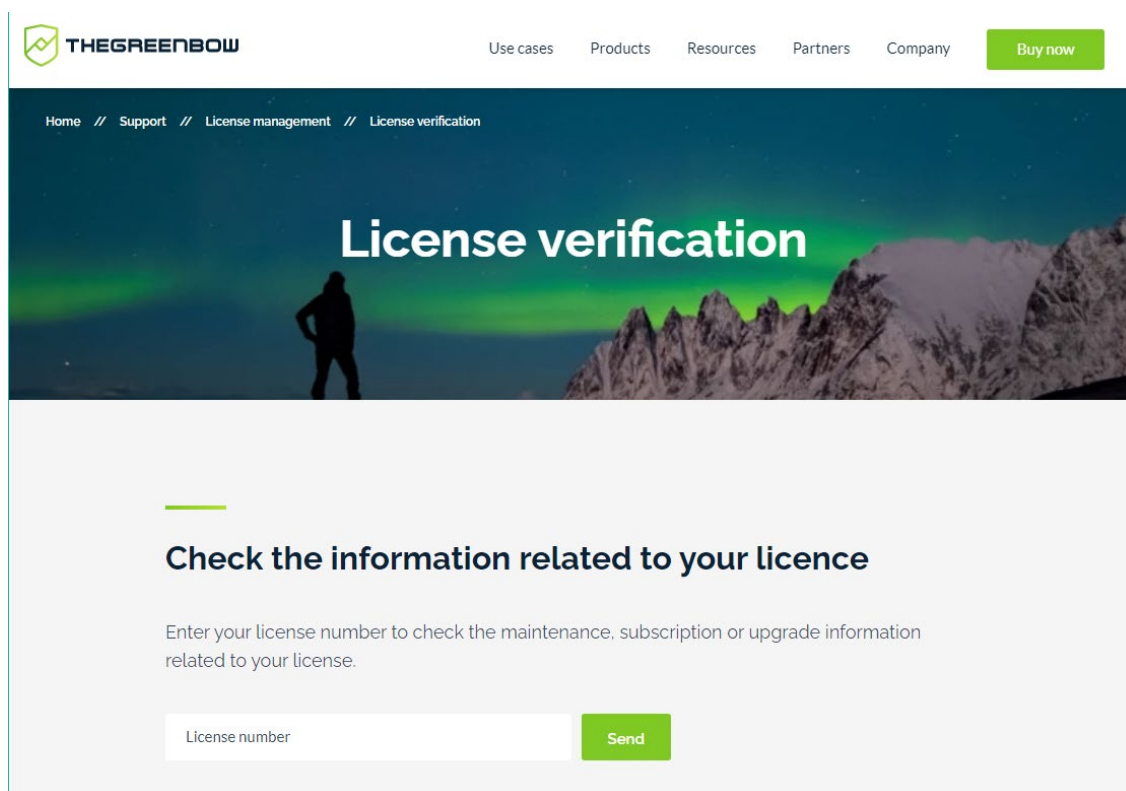 THEGREENBOW
Use cases Products Resources Partners Company Buy now
Home // Support // License management // License verification
License verification
Check the information related to your licence
Enter your license number to check the maintenance, subscription or upgrade information
related to your license.
License number Send